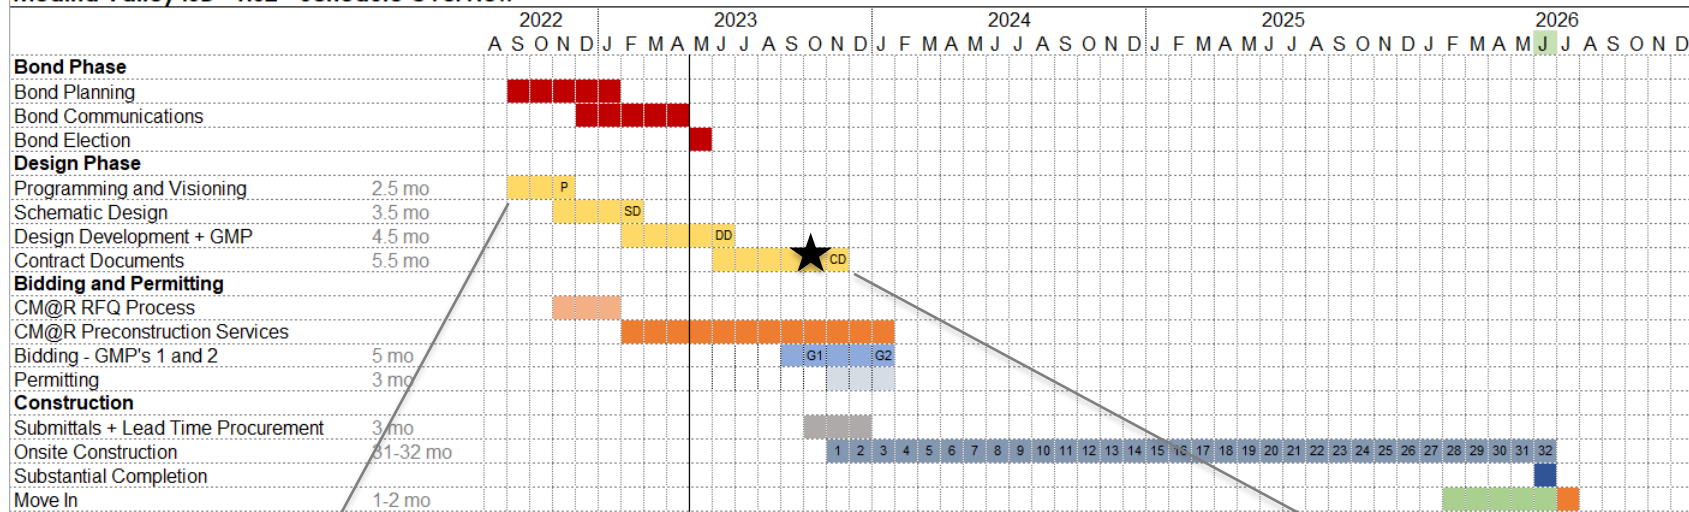 2022 2023 2024 2025 2026
A S O N D J F M A M J J A S O N D J F M A M J J A S O N D J F M A M J J A S O N D J F M A M J J A S O N D
Bond Phase
Bond Planning
Bond Communications
Bond Election
Design Phase
Programming and Visioning 2.5 mo P
Schematic Design 3.5 mo SD
Design Development + GMP 4.5 mo DD
Contract Documents 5.5 mo CD
Bidding and Permitting
CM@R RFQ Process
CM@R Preconstruction Services
Bidding - GMP's 1 and 2 5 mo G1 G2
Permitting 3 mo
Construction
Submittals + Lead Time Procurement 3 mo
Onsite Construction 31-32 mo 1 2 3 4 5 6 7 8 9 10 11 12 13 14 15 16 17 18 19 20 21 22 23 24 25 26 27 28 29 30 31 32
Substantial Completion
Move In 1-2 mo